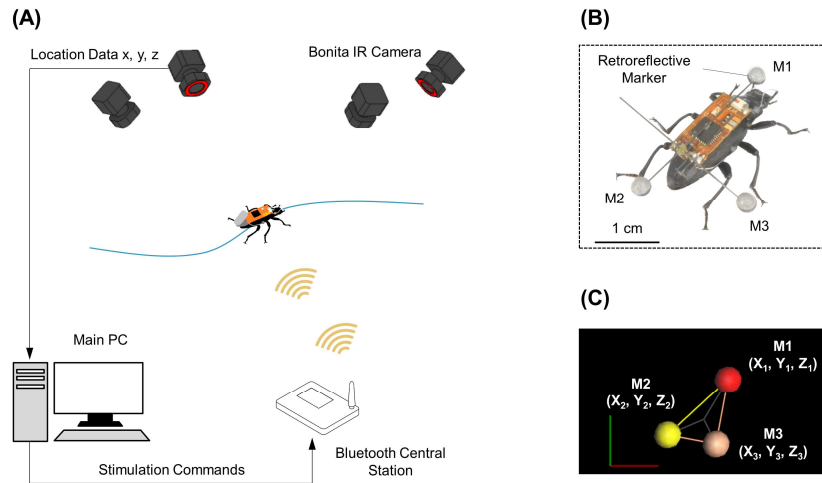 (A)
Location Data x, y, z
Bonita IR Camera
Main PC
Stimulation Commands
Bluetooth Central
Station
(B)
Retroreflective
Marker
M1
M2
M3
1 cm
(C)
M1
(X₁, Y₁, Z₁)
M2
(X₂, Y₂, Z₂)
M3
(X₃, Y₃, Z₃)